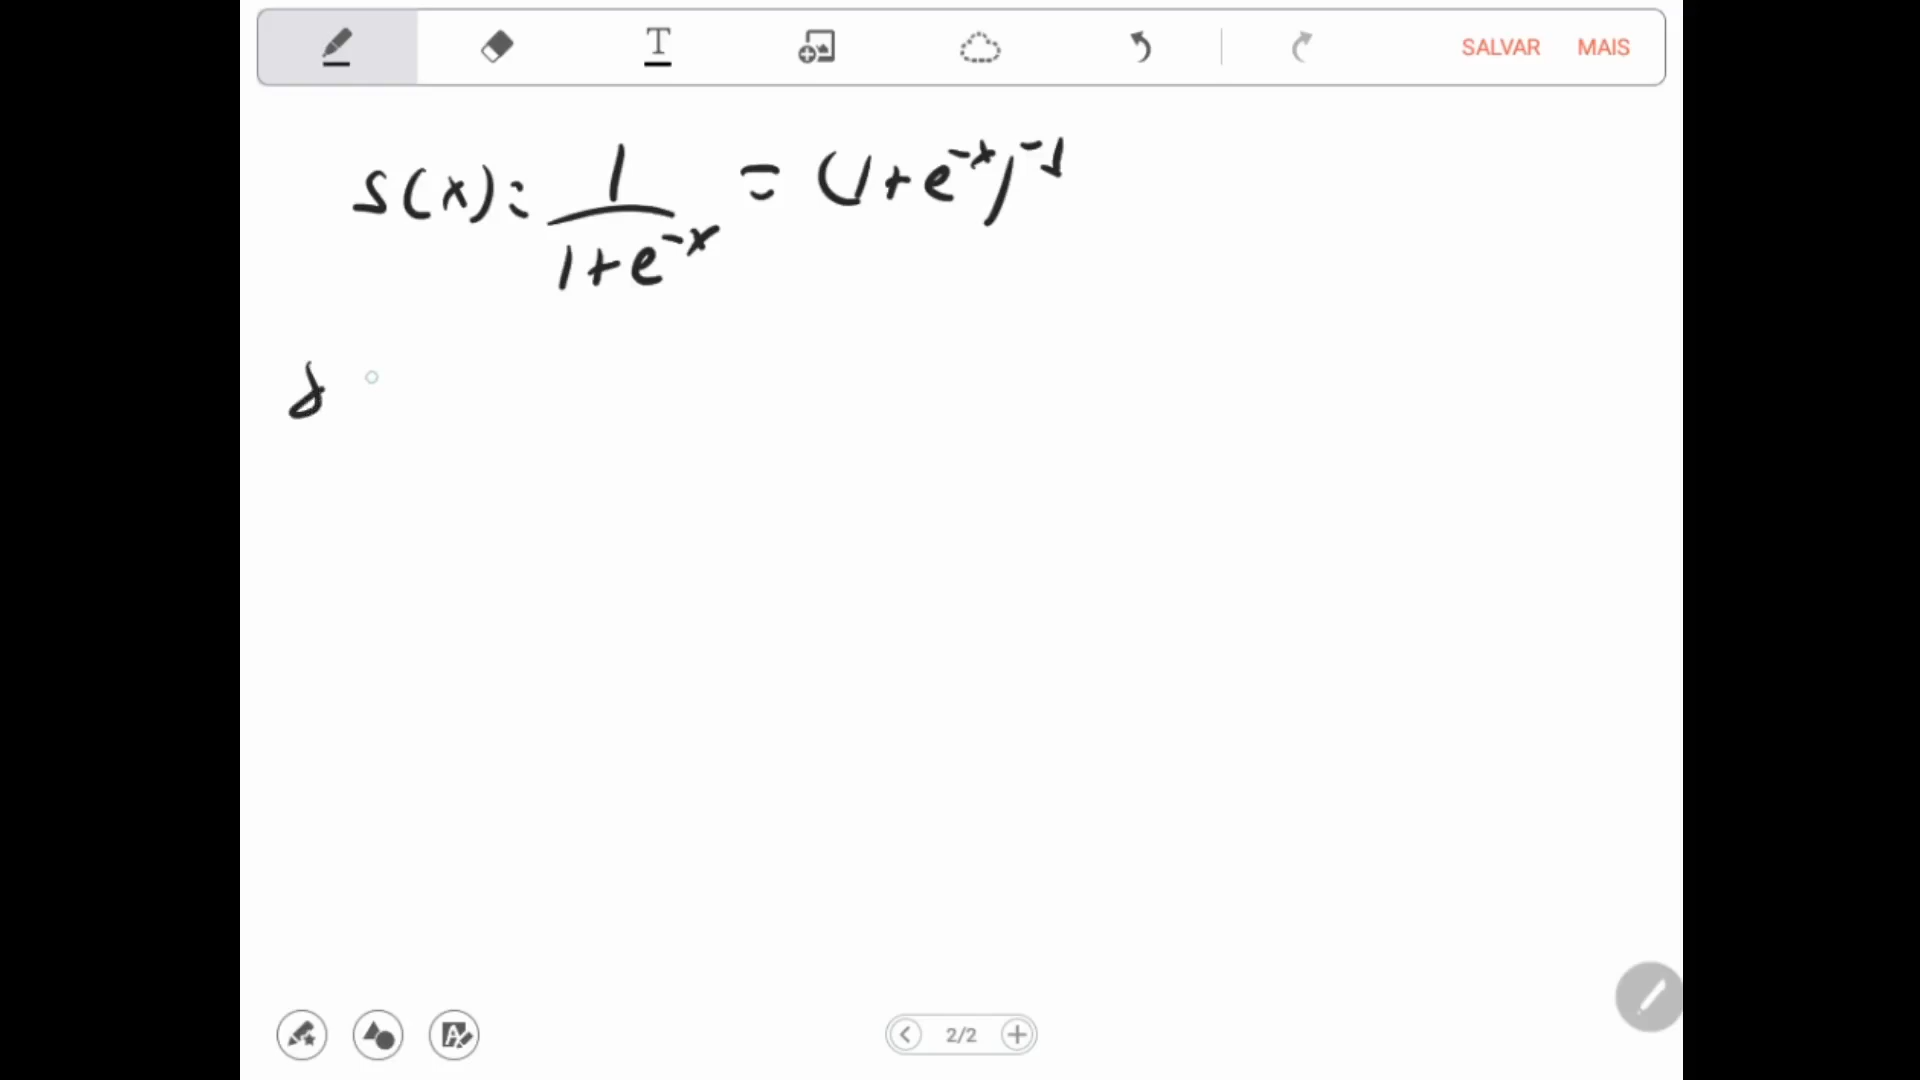 T SALVAR MAIS
S(x) = 1/(1+e^-x) = (1+e^-x)^-1
d
2/2